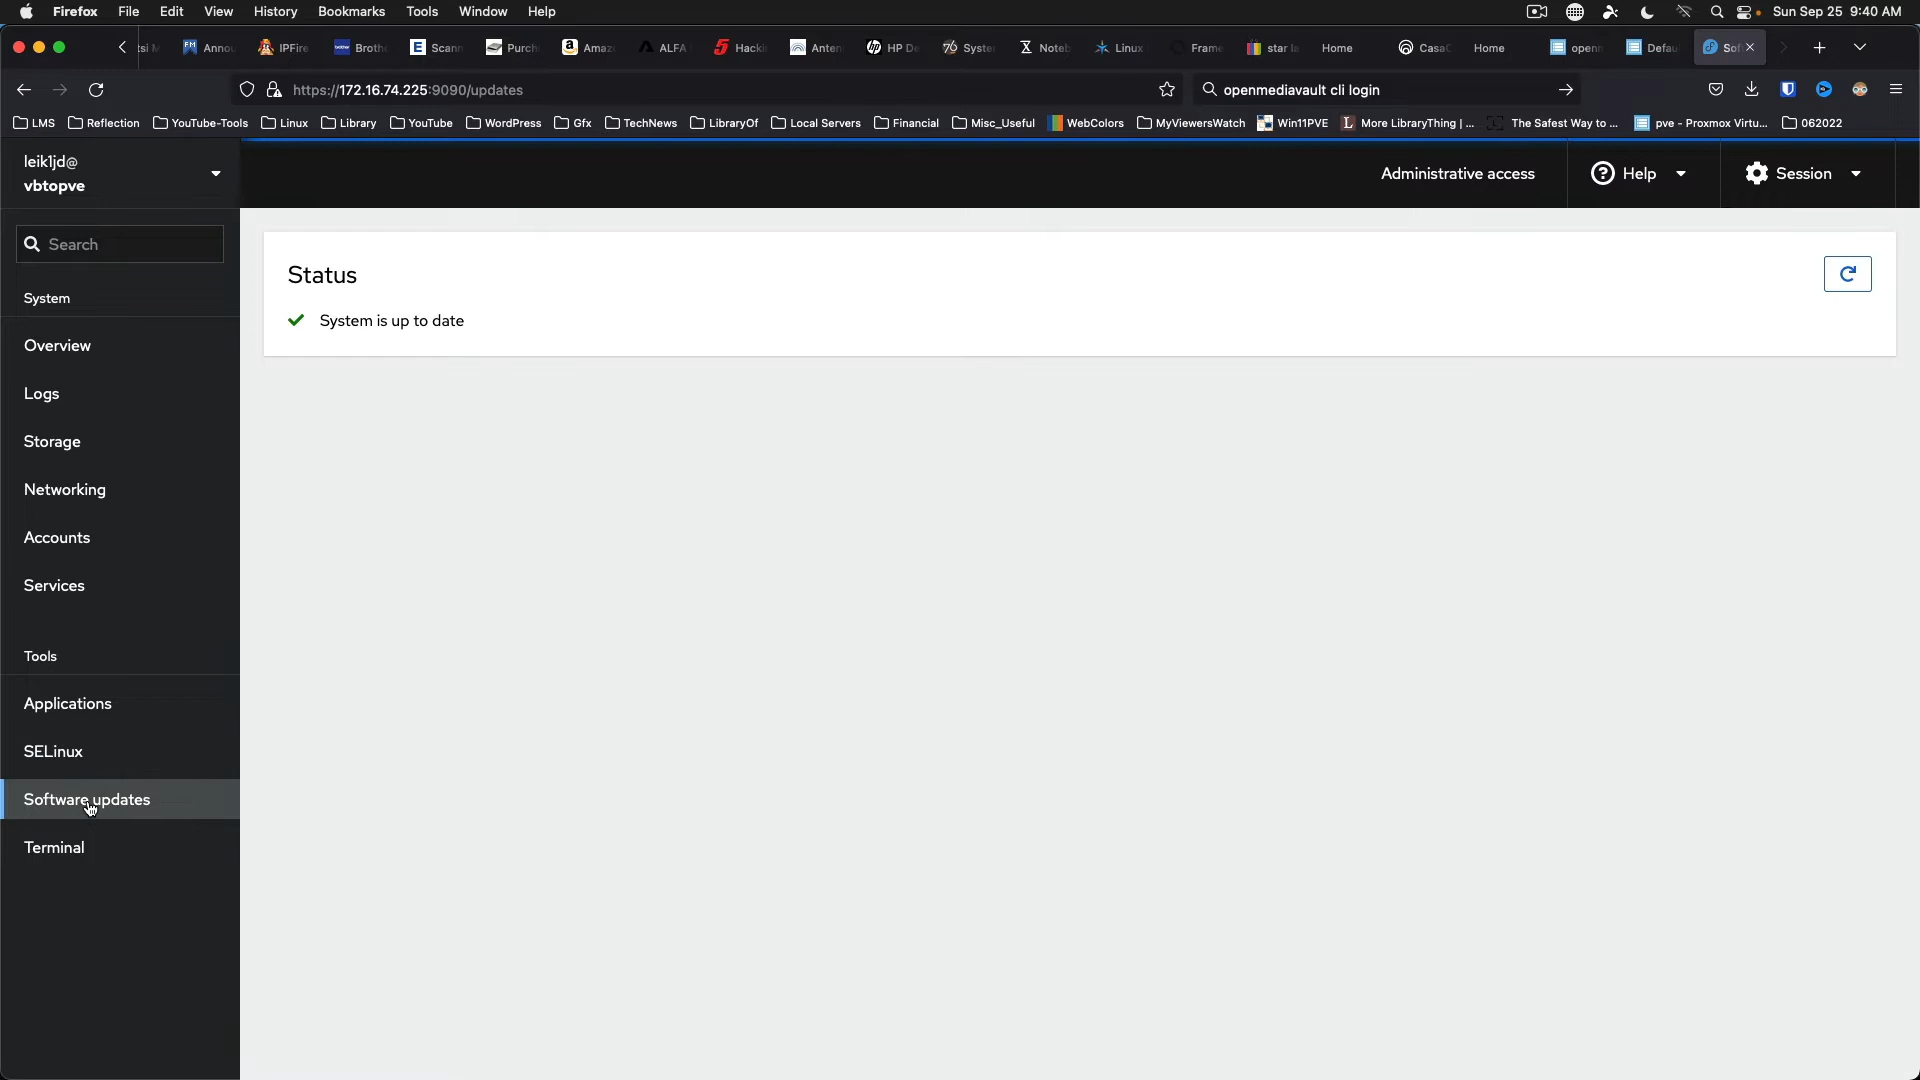 Firefox File Edit View History Bookmarks Tools Window Help
Sun Sep 25 9:40 AM
Annou IPFire Brothe Scann Purch Amaz ALFA Hackin Anten HP De Syste Noteb Linux Frame star la Home CasaO Home openm Defau Sof
https://172.16.74.225:9090/updates
openmediavault cli login
LMS Reflection YouTube-Tools Linux Library YouTube WordPress Gfx TechNews LibraryOf Local Servers Financial Misc_Useful WebColors MyViewersWatch Win11PVE More LibraryThing | ... The Safest Way to ... pve - Proxmox Virtu... 062022
leikljd@
vbtopve
Administrative access
Help
Session
Search
System
Overview
Logs
Storage
Networking
Accounts
Services
Tools
Applications
SELinux
Software updates
Terminal
Status
System is up to date